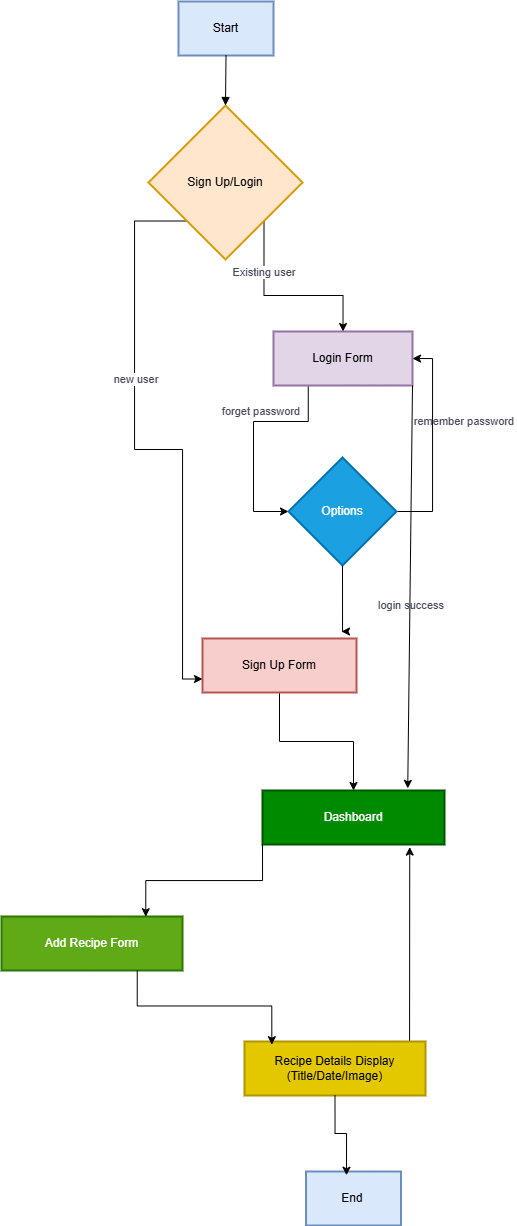 Start
Sign Up/Login
Existing user
Login Form
new user
forget password
remember password
Options
login success
Sign Up Form
Dashboard
Add Recipe Form
Recipe Details Display
(Title/Date/Image)
End